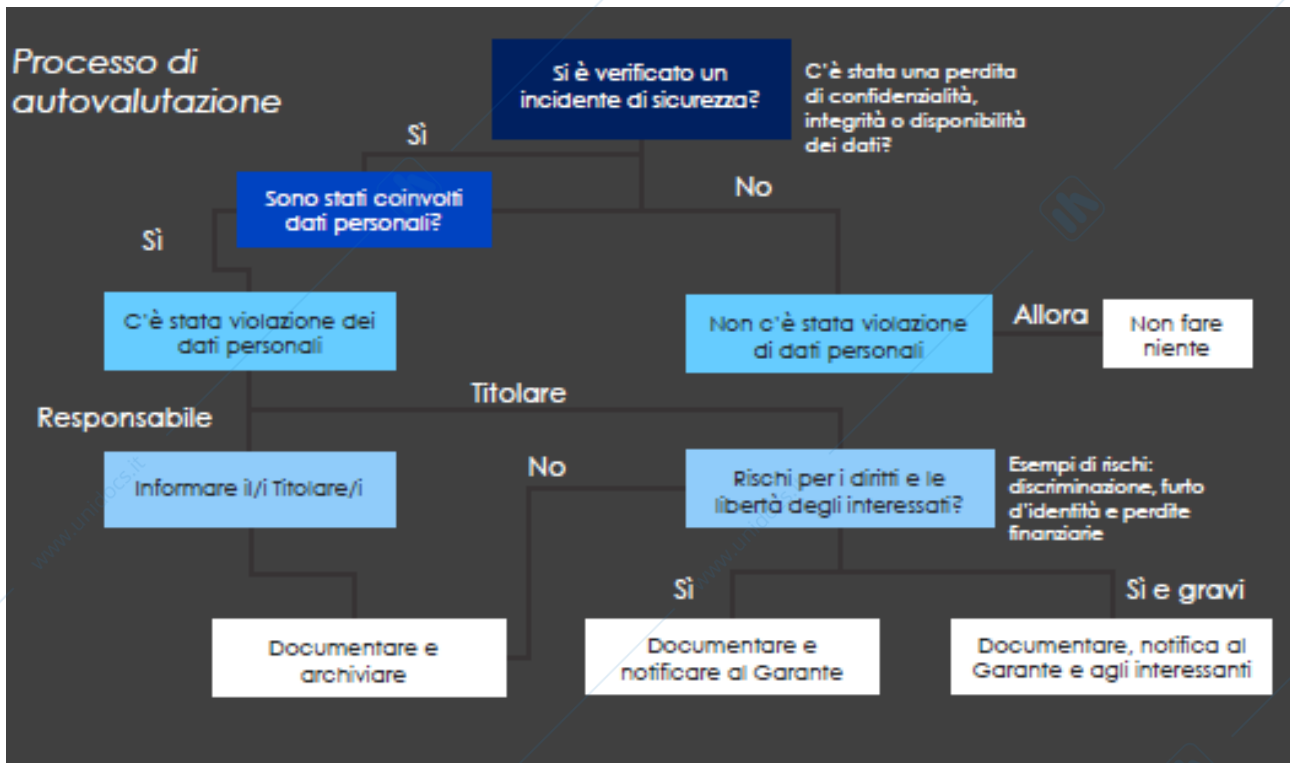 Processo di
autovalutazione
Si è verificato un
incidente di sicurezza?
C'è stata una perdita
di confidenzialità,
integrità o disponibilità
dei dati?
Sì
No
Sono stati coinvolti
dati personali?
Sì
C'è stata violazione dei
dati personali
Non c'è stata violazione
di dati personali
Allora
Non fare
niente
Titolare
Responsabile
Informare il/i Titolare/i
No
Rischi per i diritti e le
libertà degli interessati?
Esempi di rischi:
discriminazione, furto
d'identità e perdite
finanziarie
Sì
Sì e gravi
Documentare e
archiviare
Documentare e
notificare al Garante
Documentare, notifica al
Garante e agli interessanti
www.unidocs.it